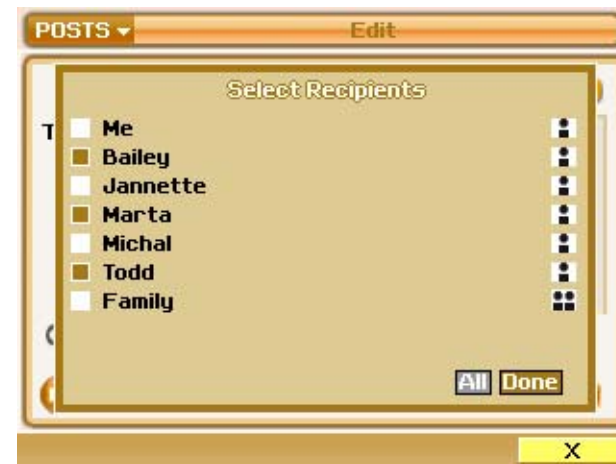 POSTS Edit
Select Recipients
T
Me
Bailey
Jannette
Marta
Michal
Todd
Family
All Done
X